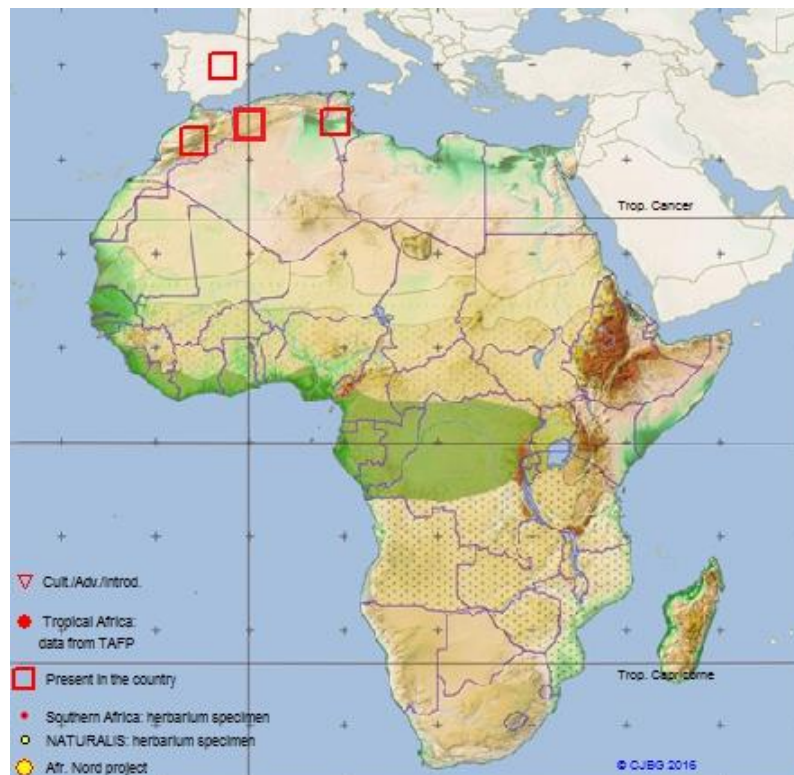 Trop. Cancer
Cult./Adv./Introd.
Tropical Africa:
data from TAFP
Present in the country
Trop. Capricorne
Southern Africa: herbarium specimen
NATURALIS: herbarium specimen
Afr. Nord project
© CJBG 2016